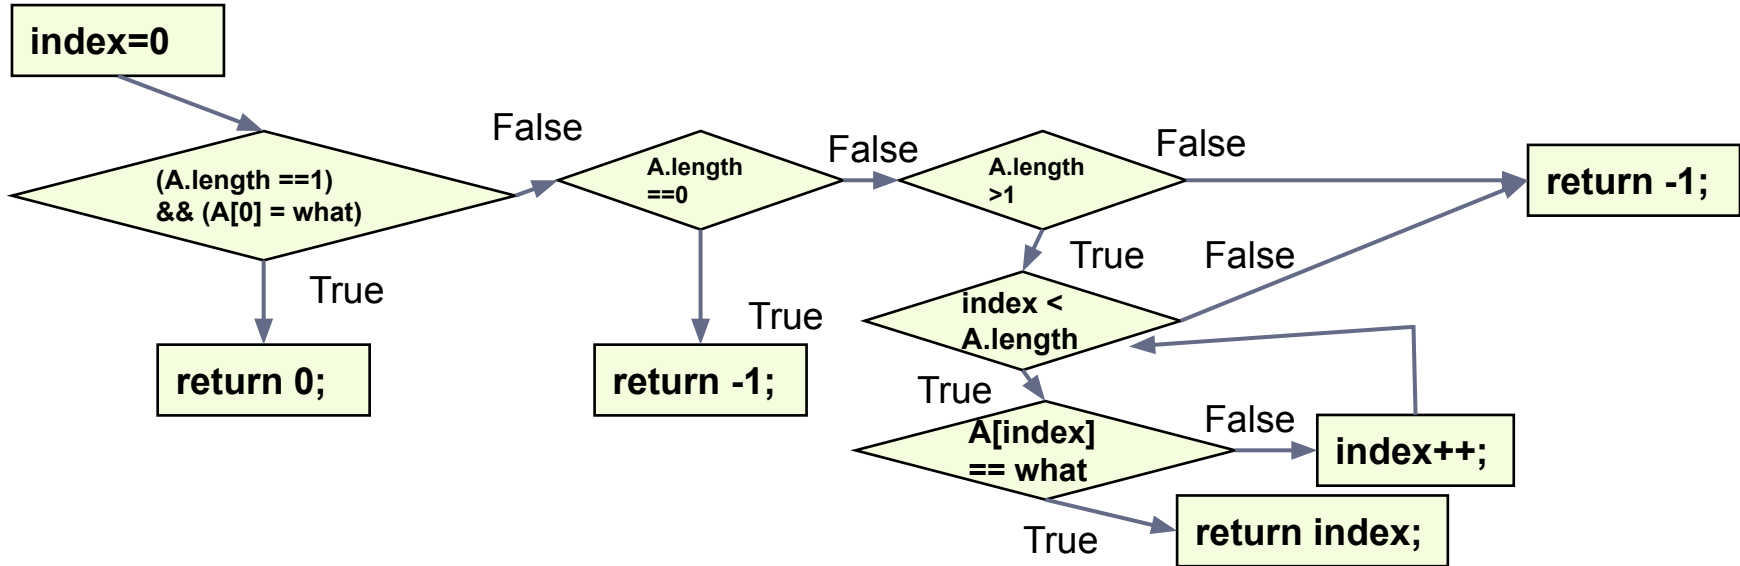 index=0
False
(A.length ==1)
&& (A[0] = what)
True
return 0;
A.length
==0
False
True
return -1;
A.length
>1
False
return -1;
True
False
index <
A.length
True
A[index]
== what
False
index++;
True
return index;